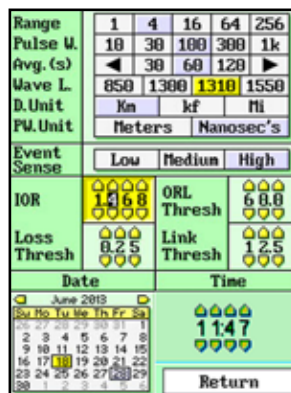 Range 1 4 16 64 256
Pulse W. 10 30 100 300 1k
Avg.(s) 30 60 120
Wave L. 850 1300 1310 1550
D.Unit Km kf Mi
PW.Unit Meters Nanosec's
Event Sense Low Medium High
IOR 1.468
ORL Thresh 60.0
Loss Thresh 0.25
Link Thresh 12.5
Date
Time
June 2013
Su Mo Tu We Th Fr Sa
26 27 28 29 30 31 1
2 3 4 5 6 7 8
9 10 11 12 13 14 15
16 17 18 19 20 21 22
23 24 25 26 27 28 29
30 1 2 3 4 5 6
11:47
Return